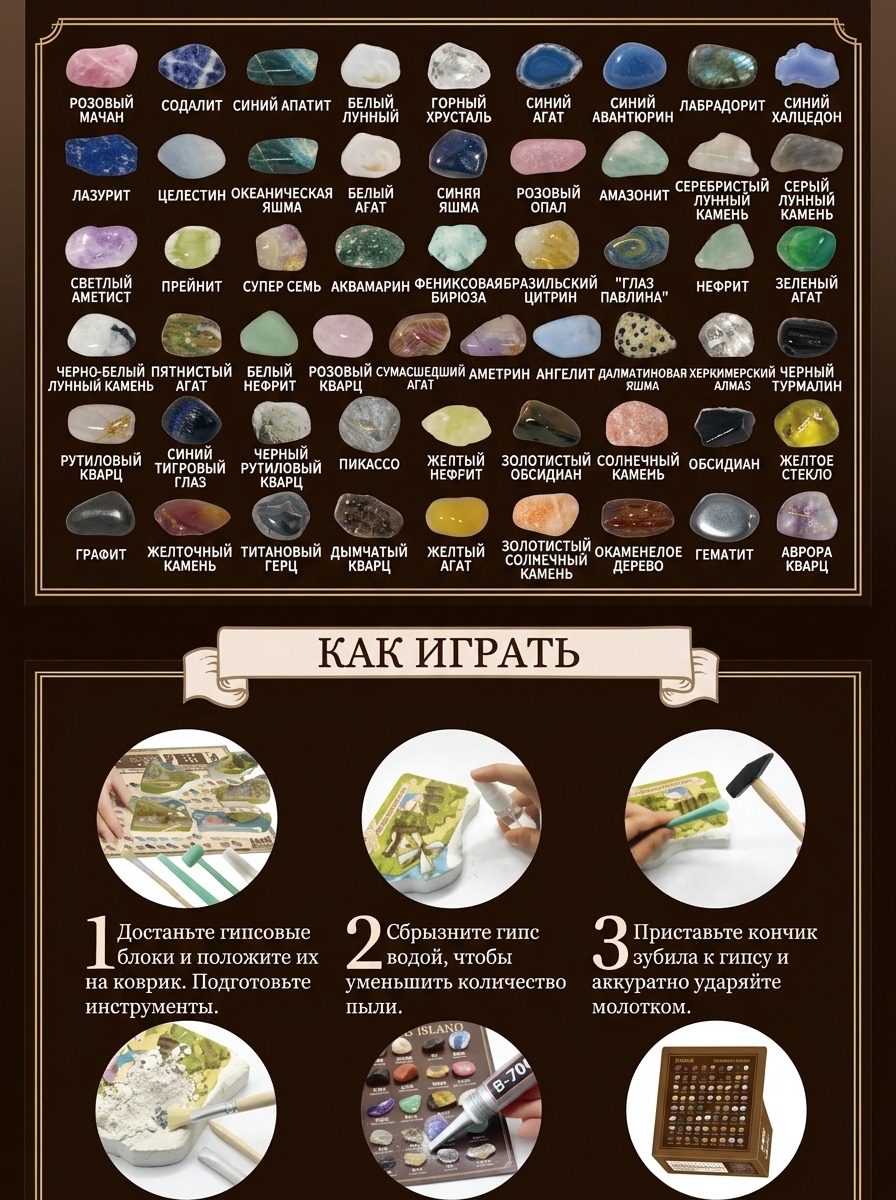 РОЗОВЫЙ МАЧАН
СОДАЛИТ
СИНИЙ АПАТИТ
БЕЛЫЙ ЛУННЫЙ
ГОРНЫЙ ХРУСТАЛЬ
СИНИЙ АГАТ
СИНИЙ АВАНТЮРИН
ЛАБРАДОРИТ
СИНИЙ ХАЛЦЕДОН
ЛАЗУРИТ
ЦЕЛЕСТИН
ОКЕАНИЧЕСКАЯ ЯШМА
БЕЛЫЙ АГАТ
СИНЯЯ ЯШМА
РОЗОВЫЙ ОПАЛ
АМАЗОНИТ
СЕРЕБРИСТЫЙ ЛУННЫЙ КАМЕНЬ
СЕРЫЙ ЛУННЫЙ КАМЕНЬ
СВЕТЛЫЙ АМЕТИСТ
ПРЕЙНИТ
СУПЕР СЕМЬ
АКВАМАРИН
ФЕНИКСОВАЯ БИРЮЗА
БРАЗИЛЬСКИЙ ЦИТРИН
"ГЛАЗ ПАВЛИНА"
НЕФРИТ
ЗЕЛЕНЫЙ АГАТ
ЧЕРНО-БЕЛЫЙ ЛУННЫЙ КАМЕНЬ
ПЯТНИСТЫЙ АГАТ
БЕЛЫЙ НЕФРИТ
РОЗОВЫЙ КВАРЦ
СУМАСШЕДШИЙ АГАТ
АМЕТРИН
АНГЕЛИТ
ДАЛМАТИНОВАЯ ЯШМА
ХЕРКИМЕРСКИЙ АЛМАS
ЧЕРНЫЙ ТУРМАЛИН
РУТИЛОВЫЙ КВАРЦ
СИНИЙ ТИГРОВЫЙ ГЛАЗ
ЧЕРНЫЙ РУТИЛОВЫЙ КВАРЦ
ПИКАССО
ЖЕЛТЫЙ НЕФРИТ
ЗОЛОТИСТЫЙ ОБСИДИАН
СОЛНЕЧНЫЙ КАМЕНЬ
ОБСИДИАН
ЖЕЛТОЕ СТЕКЛО
ГРАФИТ
ЖЕЛТОЧНЫЙ КАМЕНЬ
ТИТАНОВЫЙ ГЕРЦ
ДЫМЧАТЫЙ КВАРЦ
ЖЕЛТЫЙ АГАТ
ЗОЛОТИСТЫЙ СОЛНЕЧНЫЙ КАМЕНЬ
ОКАМЕНЕЛОЕ ДЕРЕВО
ГЕМАТИТ
АВРОРА КВАРЦ
КАК ИГРАТЬ
1 Достаньте гипсовые
блоки и положите их
на коврик. Подготовьте
инструменты.
2 Сбрызните гипс
водой, чтобы
уменьшить количество
пыли.
3 Приставьте кончик
зубила к гипсу и
аккуратно ударяйте
молотком.
ISLAND
B-700